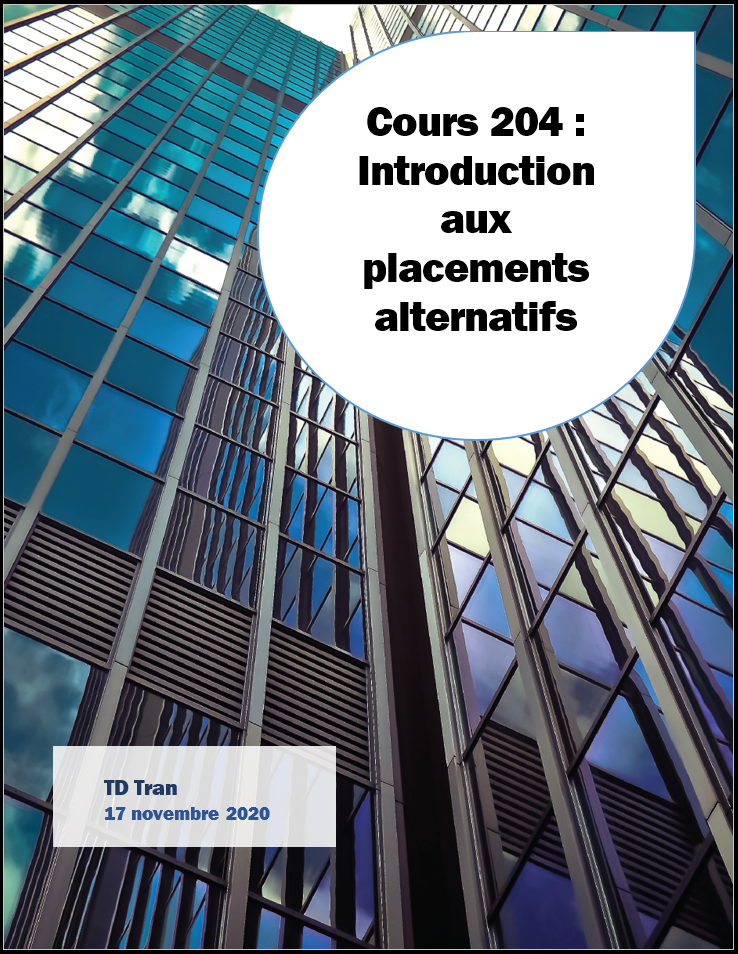 Cours 204 :
Introduction
aux
placements
alternatifs
TD Tran
17 novembre 2020